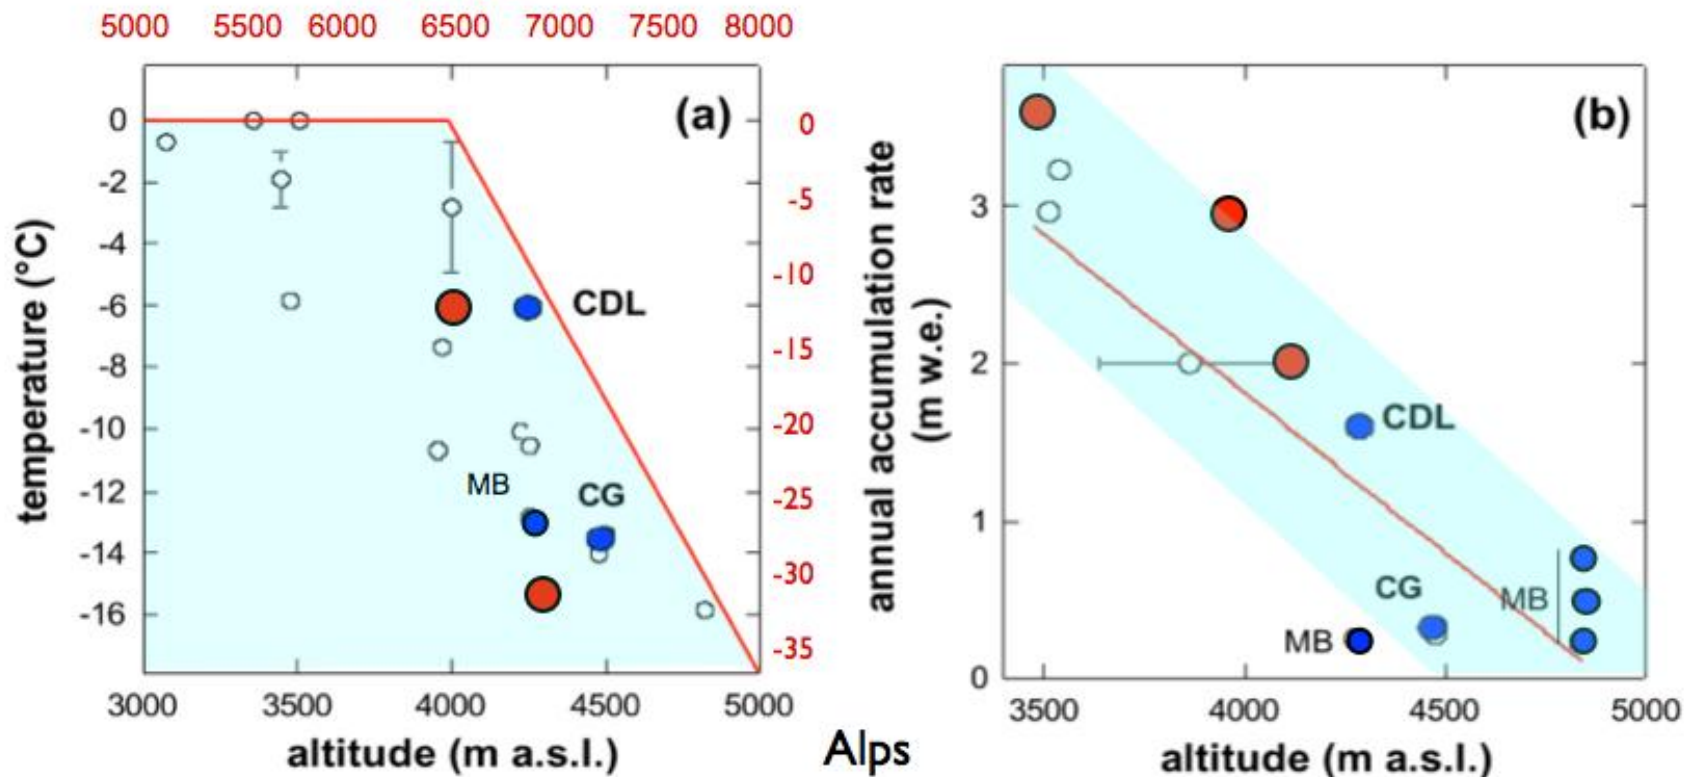 5000 5500 6000 6500 7000 7500 8000
(a)
temperature (°C)
0
-2
-4
-6
-8
-10
-12
-14
-16
0
-5
-10
-15
-20
-25
-30
-35
CDL
MB
CG
3000 3500 4000 4500 5000
altitude (m a.s.l.)
Alps
(b)
annual accumulation rate
(m w.e.)
3
2
1
0
CDL
CG
MB
MB
3500 4000 4500 5000
altitude (m a.s.l.)